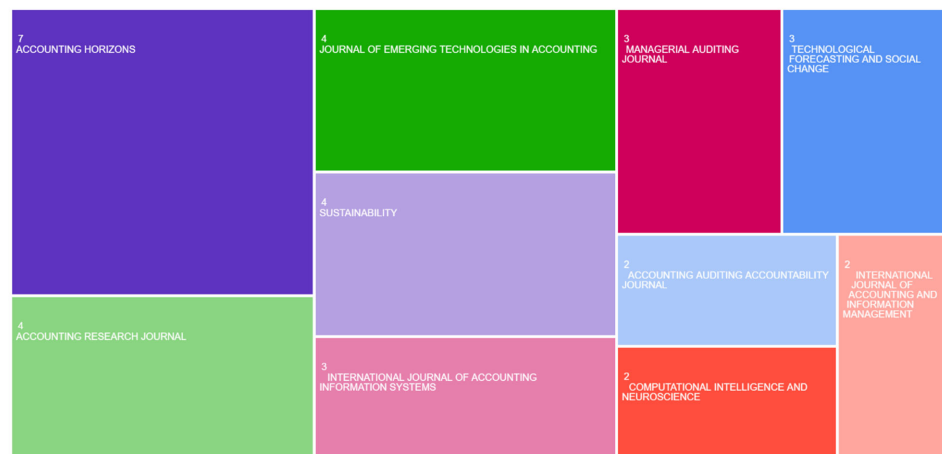 7
ACCOUNTING HORIZONS
4
ACCOUNTING RESEARCH JOURNAL
4
JOURNAL OF EMERGING TECHNOLOGIES IN ACCOUNTING
4
SUSTAINABILITY
3
INTERNATIONAL JOURNAL OF ACCOUNTING
INFORMATION SYSTEMS
3
MANAGERIAL AUDITING
JOURNAL
3
TECHNOLOGICAL
FORECASTING AND SOCIAL
CHANGE
2
ACCOUNTING AUDITING ACCOUNTABILITY
JOURNAL
2
COMPUTATIONAL INTELLIGENCE AND
NEUROSCIENCE
2
INTERNATIONAL
JOURNAL OF
ACCOUNTING AND
INFORMATION
MANAGEMENT